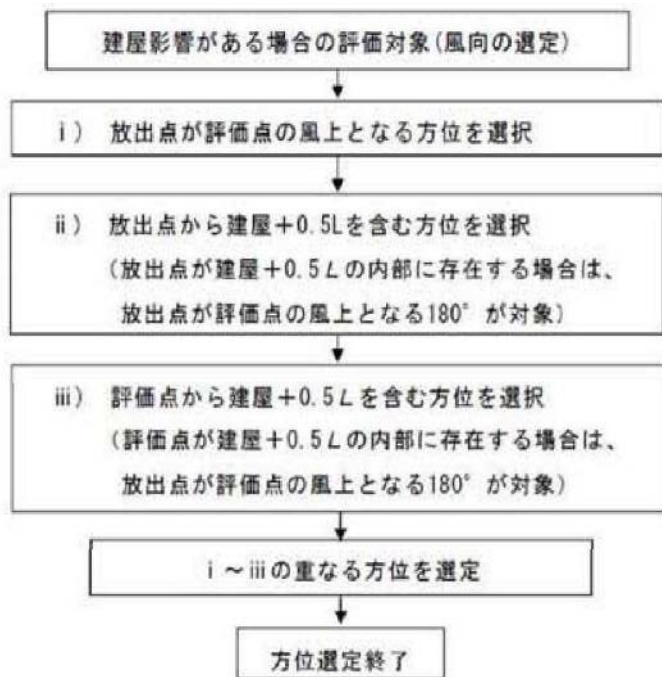 建屋影響がある場合の評価対象(風向の選定)
ⅰ) 放出点が評価点の風上となる方位を選択
ⅱ) 放出点から建屋+0.5Lを含む方位を選択
(放出点が建屋+0.5Lの内部に存在する場合は、
放出点が評価点の風上となる180°が対象)
ⅲ) 評価点から建屋+0.5Lを含む方位を選択
(評価点が建屋+0.5Lの内部に存在する場合は、
放出点が評価点の風上となる180°が対象)
ⅰ~ⅲの重なる方位を選定
方位選定終了